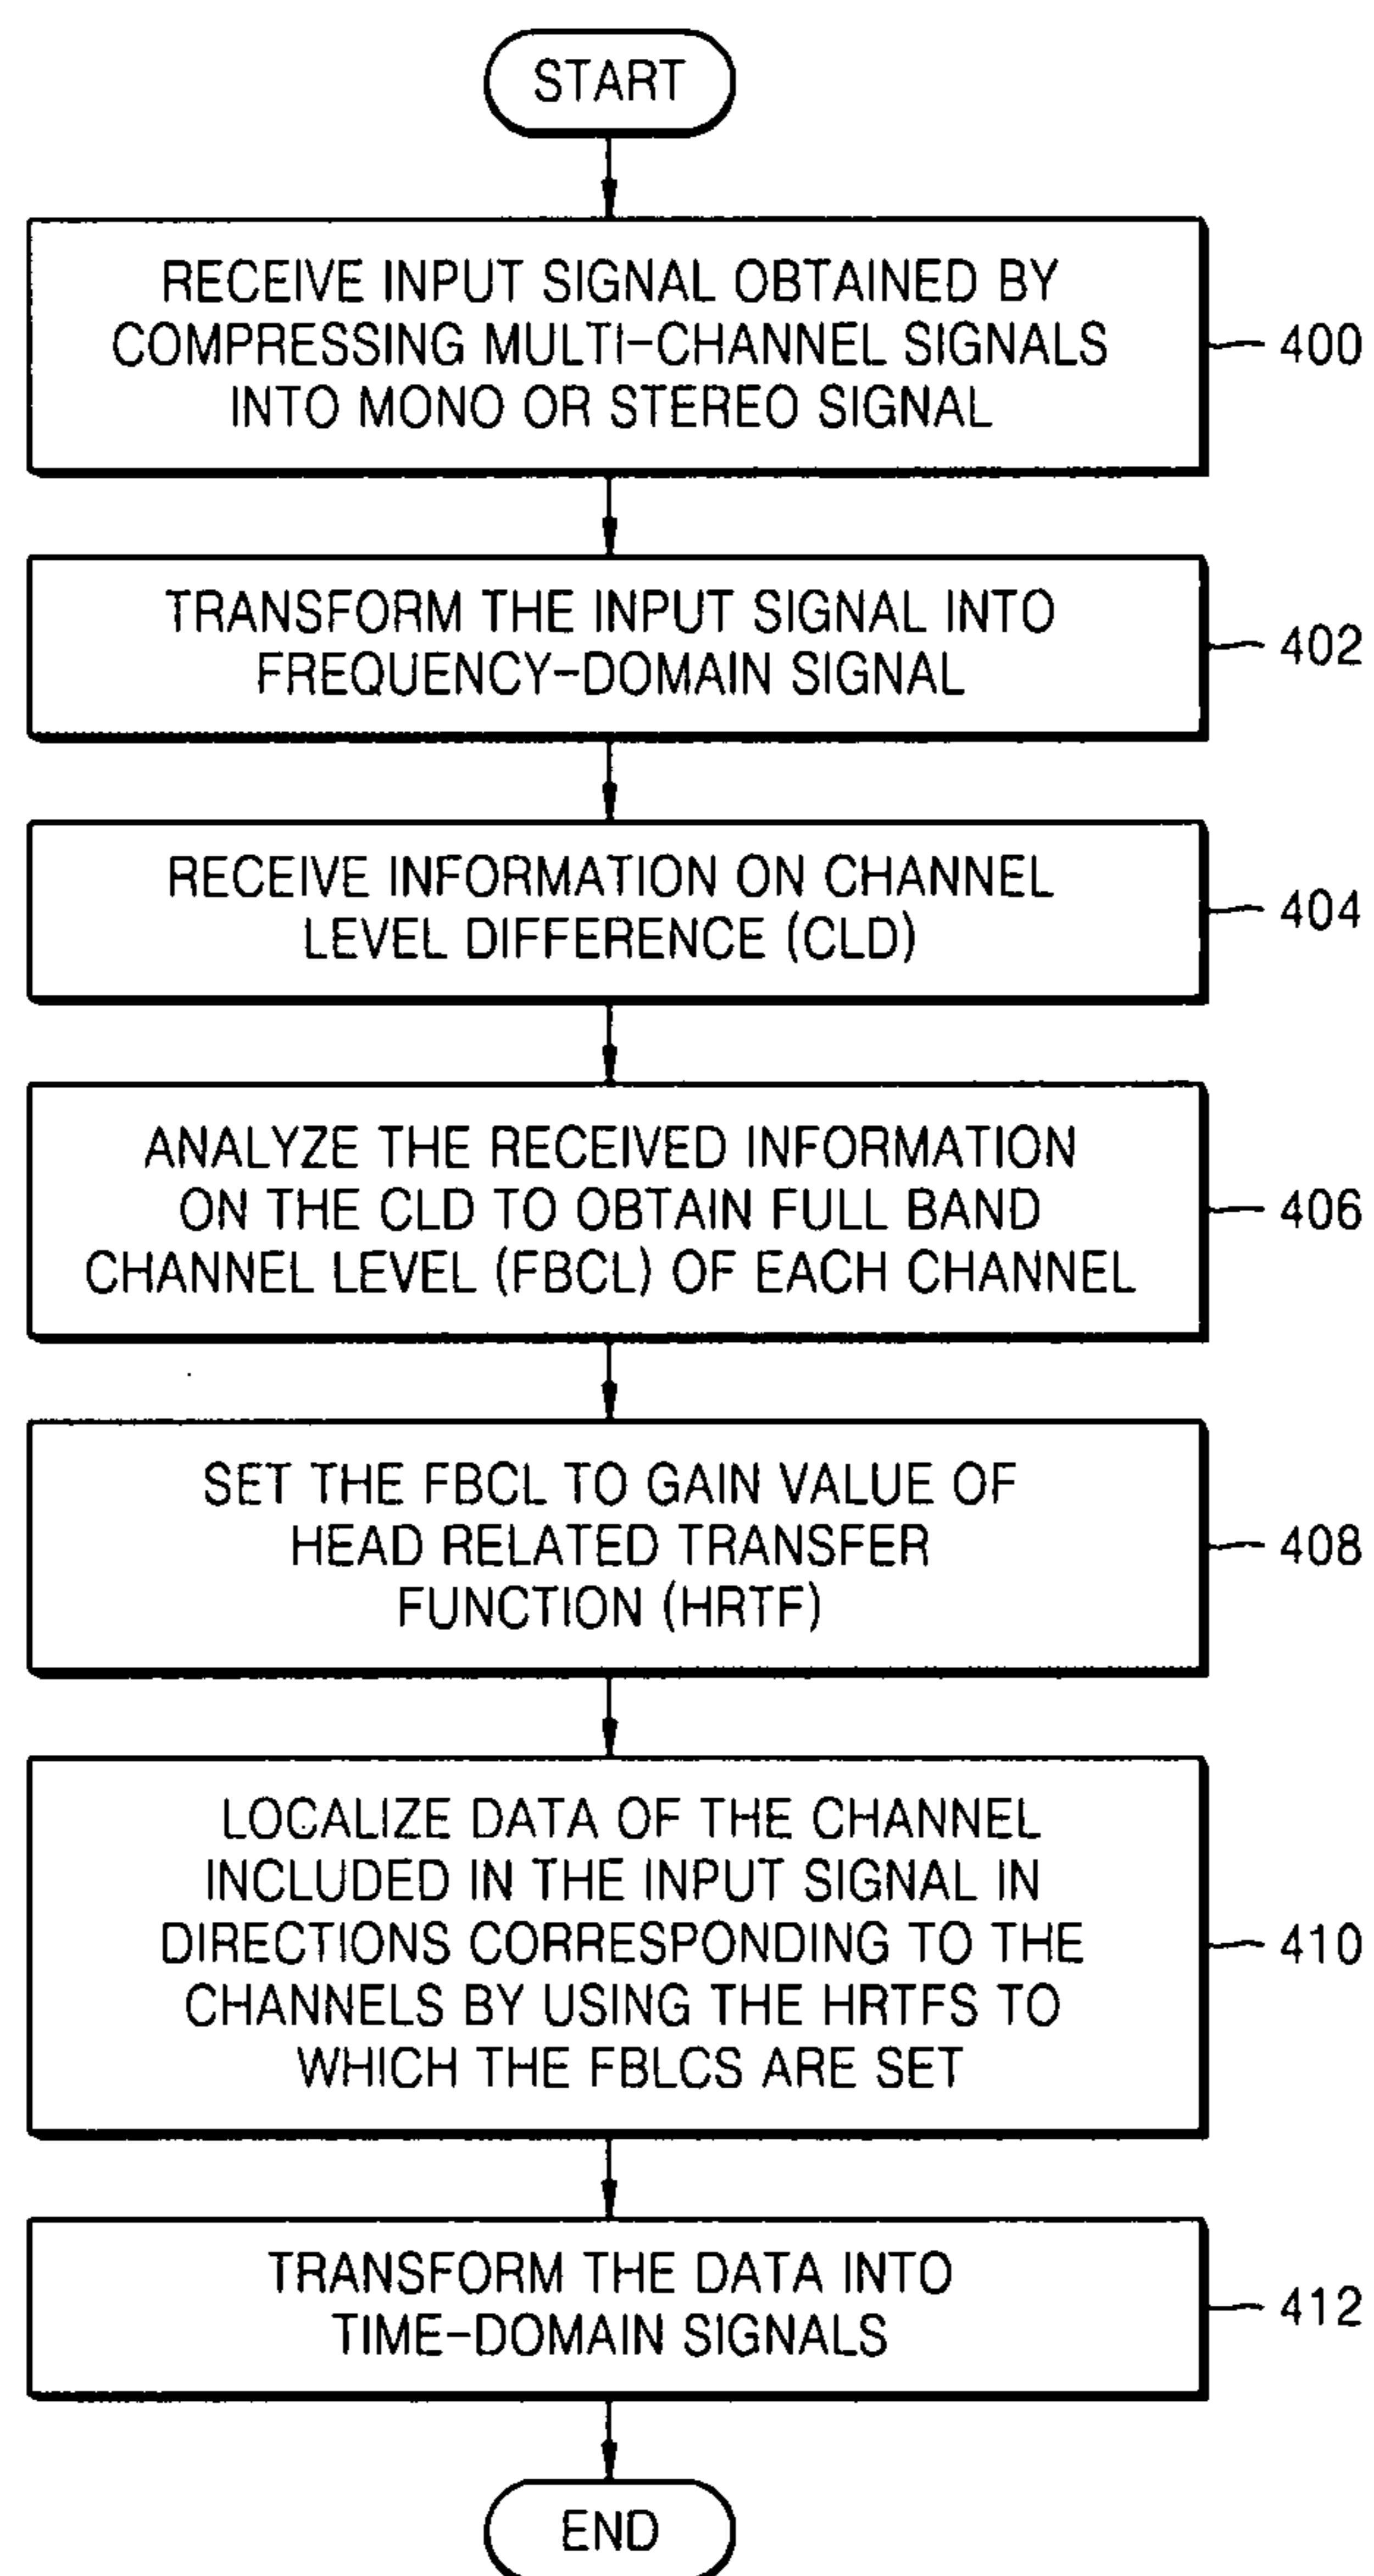 START
RECEIVE INPUT SIGNAL OBTAINED BY
COMPRESSING MULTI-CHANNEL SIGNALS
INTO MONO OR STEREO SIGNAL
400
TRANSFORM THE INPUT SIGNAL INTO
FREQUENCY-DOMAIN SIGNAL
402
RECEIVE INFORMATION ON CHANNEL
LEVEL DIFFERENCE (CLD)
404
ANALYZE THE RECEIVED INFORMATION
ON THE CLD TO OBTAIN FULL BAND
CHANNEL LEVEL (FBCL) OF EACH CHANNEL
406
SET THE FBCL TO GAIN VALUE OF
HEAD RELATED TRANSFER
FUNCTION (HRTF)
408
LOCALIZE DATA OF THE CHANNEL
INCLUDED IN THE INPUT SIGNAL IN
DIRECTIONS CORRESPONDING TO THE
CHANNELS BY USING THE HRTFS TO
WHICH THE FBLCS ARE SET
410
TRANSFORM THE DATA INTO
TIME-DOMAIN SIGNALS
412
END